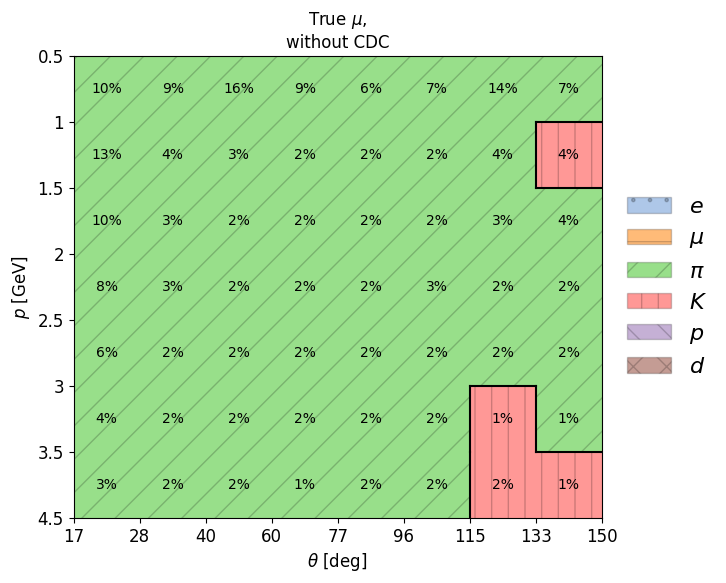 True μ,
without CDC
0.5
10% 9% 16% 9% 6% 7% 14% 7%
1
13% 4% 3% 2% 2% 2% 4% 4%
1.5
10% 3% 2% 2% 2% 2% 3% 4%
2
8% 3% 2% 2% 2% 3% 2% 2%
2.5
6% 2% 2% 2% 2% 2% 2% 2%
3
4% 2% 2% 2% 2% 2% 1% 1%
3.5
3% 2% 2% 1% 2% 2% 2% 1%
4.5
p [GeV]
17 28 40 60 77 96 115 133 150
θ [deg]
e
μ
π
K
p
d